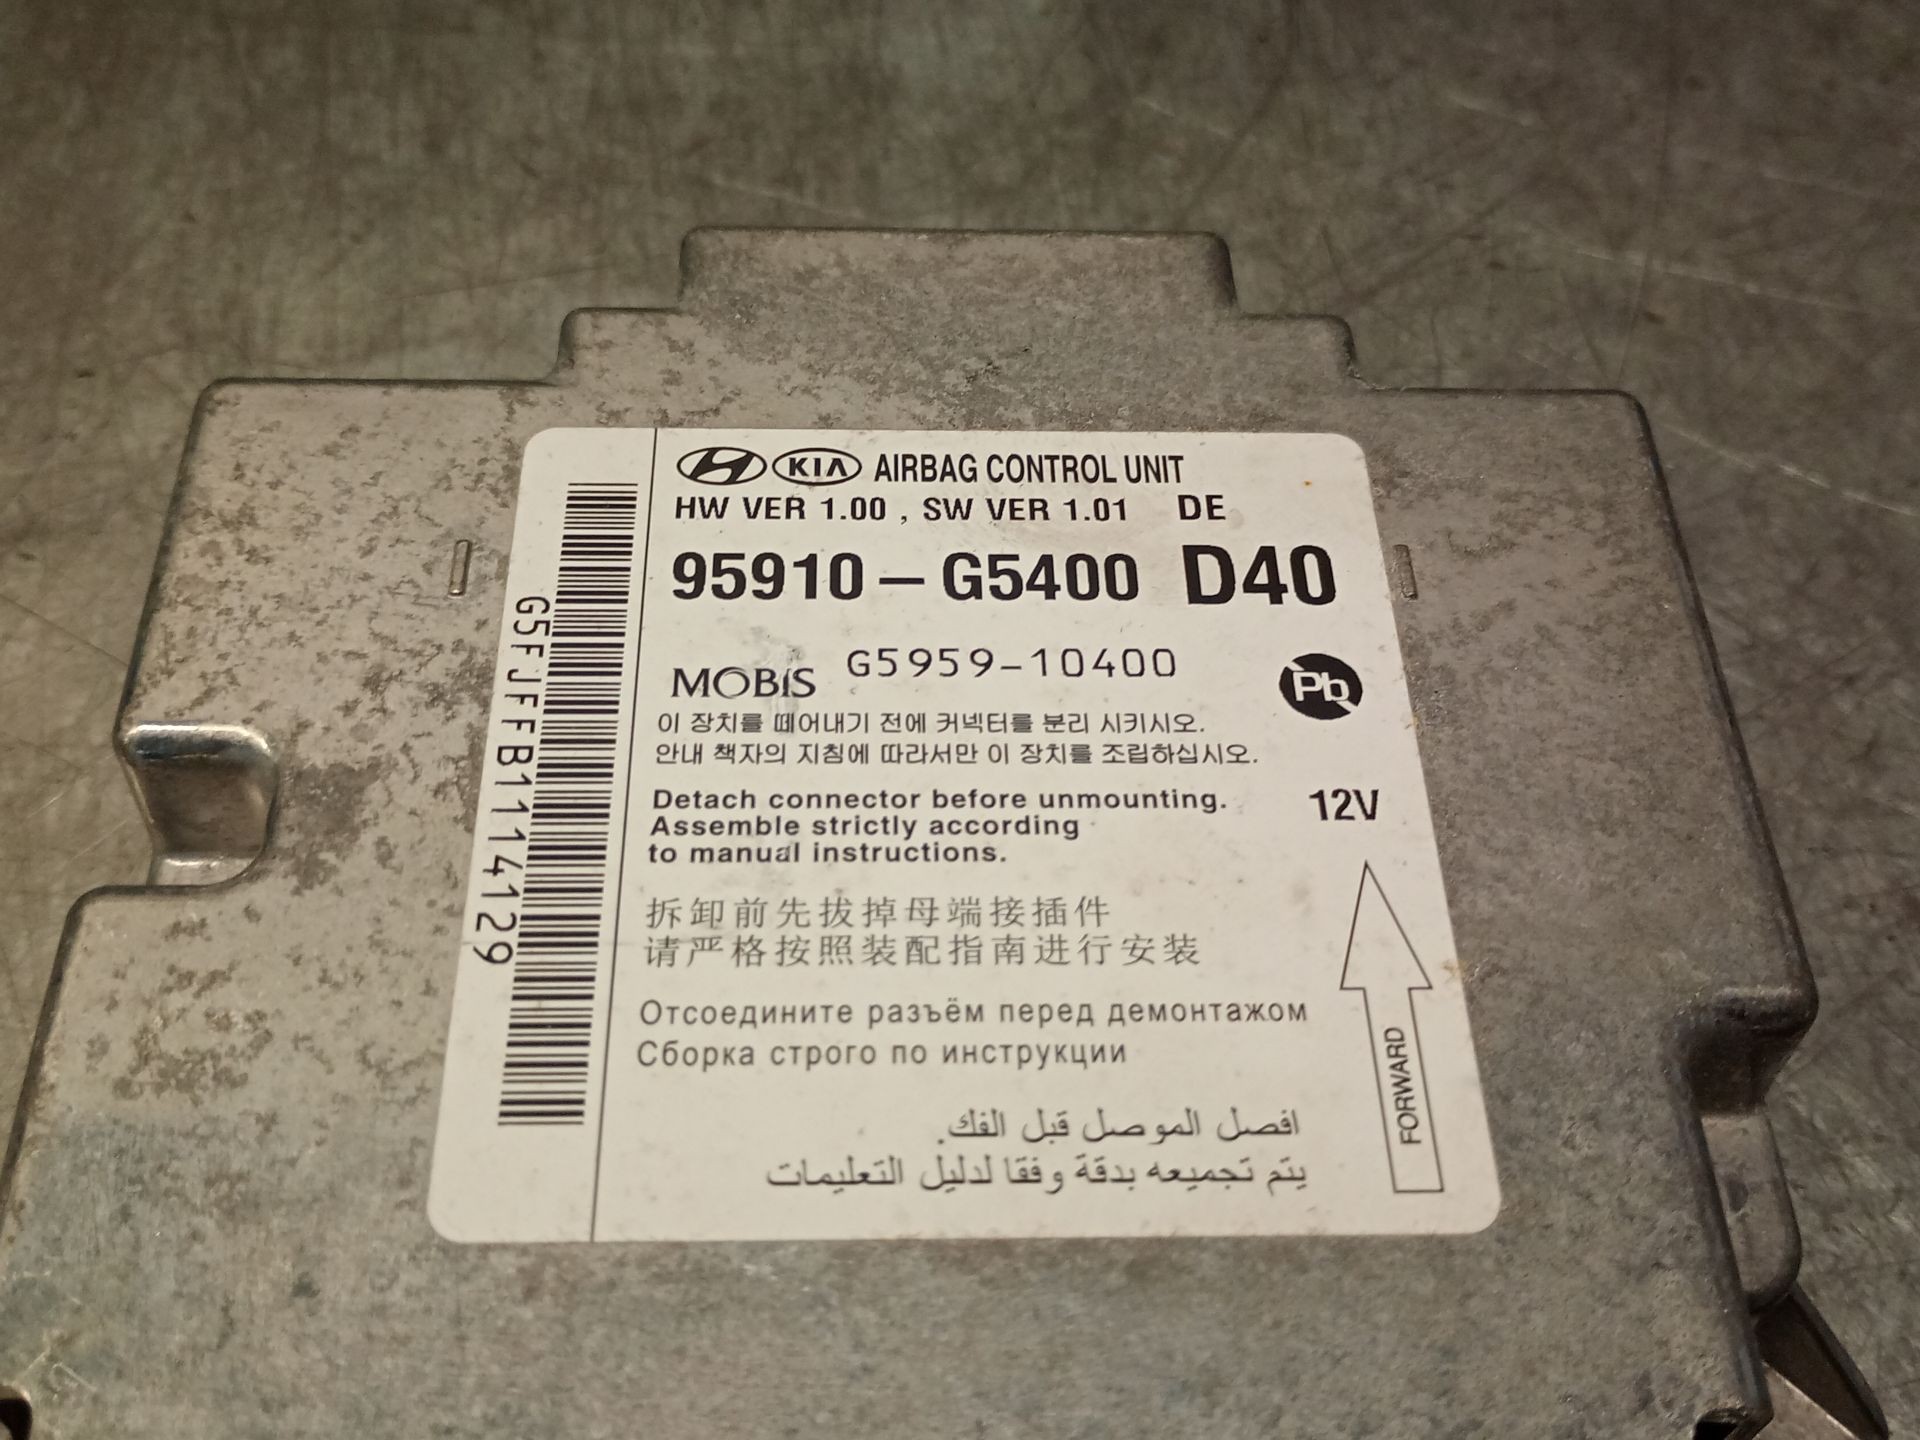 KIA AIRBAG CONTROL UNIT
HW VER 1.00 , SW VER 1.01 DE
95910-G5400 D40
MOBIS G5959-10400
Pb
이 장치를 떼어내기 전에 커넥터를 분리 시키시오.
안내 책자의 지침에 따라서만 이 장치를 조립하십시오.
Detach connector before unmounting.
Assemble strictly according
to manual instructions.
12V
拆卸前先拔掉母端接插件
请严格按照装配指南进行安装
Отсоедините разъём перед демонтажом
Сборка строго по инструкции
افصل الموصل قبل الفك.
يتم تجميعه بدقة وفقا لدليل التعليمات
FORWARD
G5FJFFB1114129